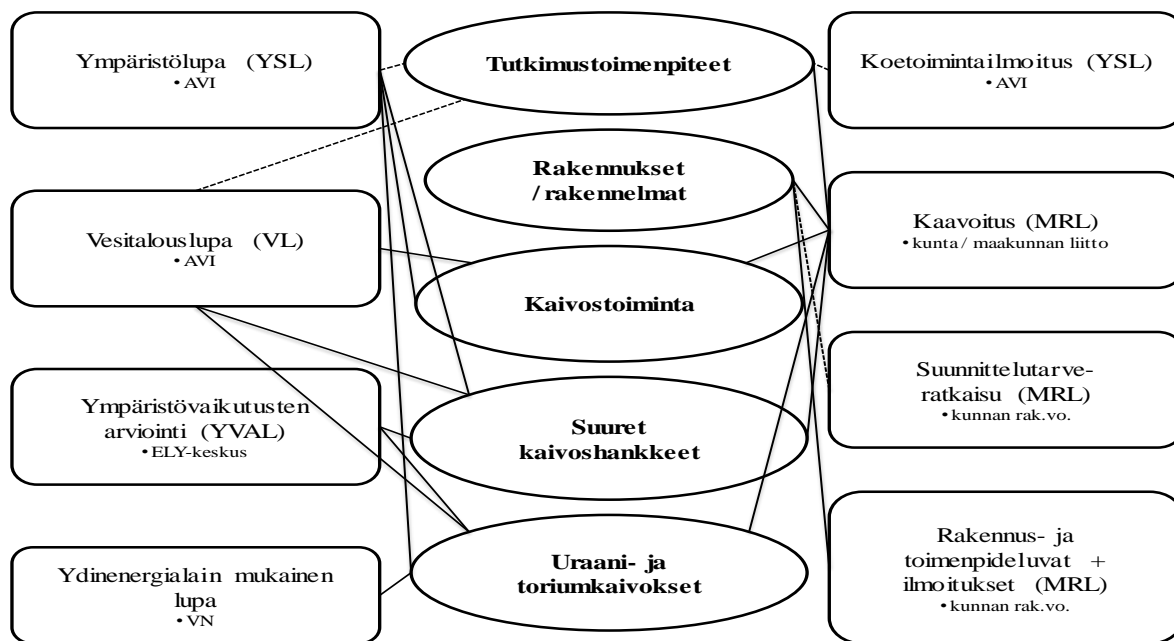 Ympäristölupa (YSL)
• AVI
Vesitalouslupa (VL)
• AVI
Ympäristövaikutusten
arviointi (YVAL)
• ELY-keskus
Ydinenergialain mukainen
lupa
• VN
Tutkimustoimenpiteet
Rakennukset
/ rakennelmat
Kaivostoiminta
Suuret
kaivoshankkeet
Uraani- ja
toriumkaivokset
Koetoimintailmoitus (YSL)
• AVI
Kaavoitus (MRL)
• kunta / maakunnan liitto
Suunnittelutarve-
ratkaisu (MRL)
• kunnan rak.vo.
Rakennus- ja
toimenpideluvat +
ilmoitukset (MRL)
• kunnan rak.vo.